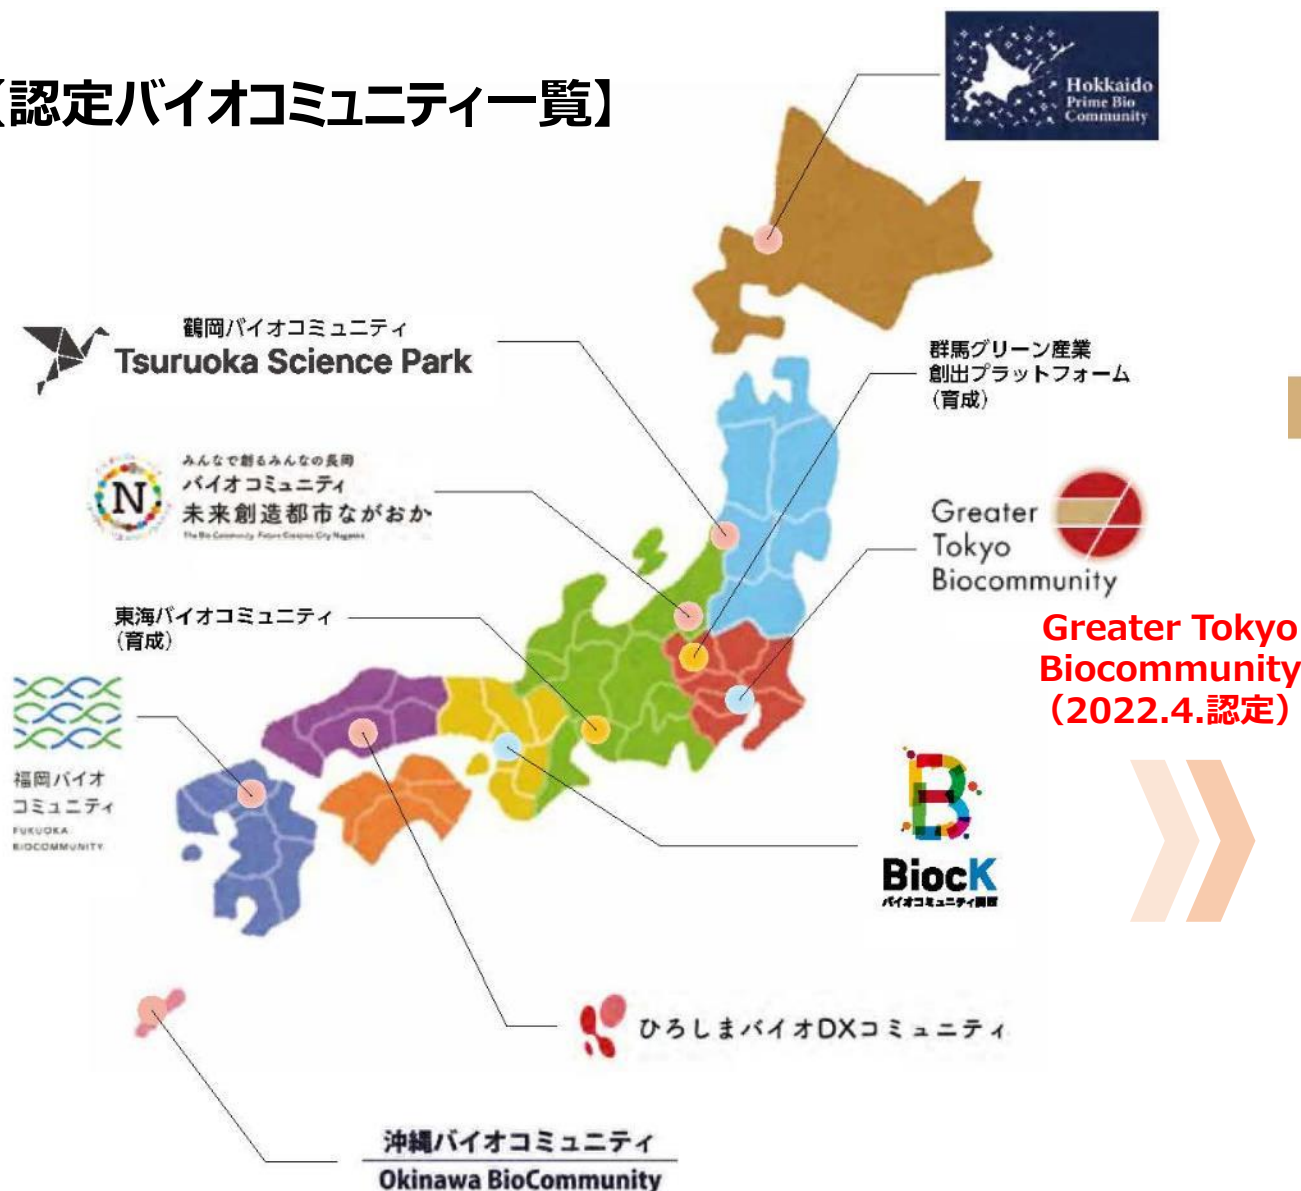 【認定バイオコミュニティ一覧】
Hokkaido
Prime Bio
Community
鶴岡バイオコミュニティ
Tsuruoka Science Park
群馬グリーン産業
創出プラットフォーム
(育成)
みんなで創るみんなの長岡
バイオコミュニティ
未来創造都市ながおか
N
Greater
Tokyo
Biocommunity
東海バイオコミュニティ
(育成)
Greater Tokyo
Biocommunity
（2022.4.認定）
福岡バイオ
コミュニティ
FUKUOKA
BIOCOMMUNITY
B
BiocK
バイオコミュニティ関西
ひろしまバイオDXコミュニティ
沖縄バイオコミュニティ
Okinawa BioCommunity